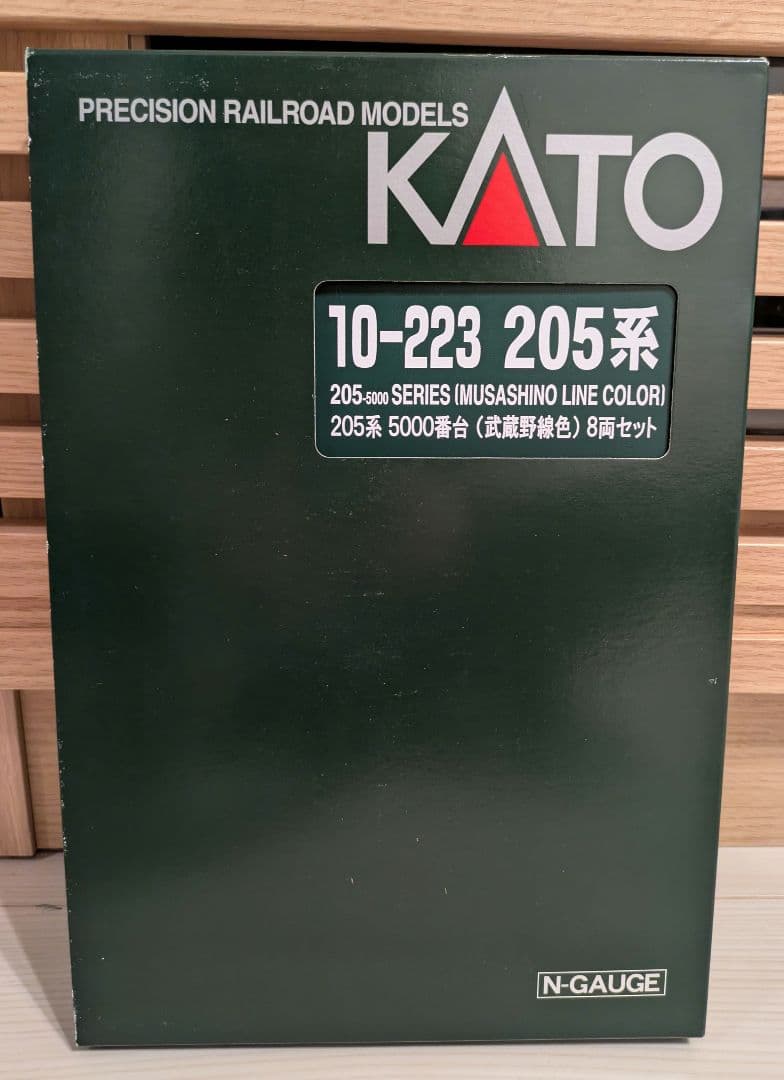 PRECISION RAILROAD MODELS
KATO
10-223 205系
205-5000 SERIES (MUSASHINO LINE COLOR)
205系 5000番台 (武蔵野線色) 8両セット
N-GAUGE